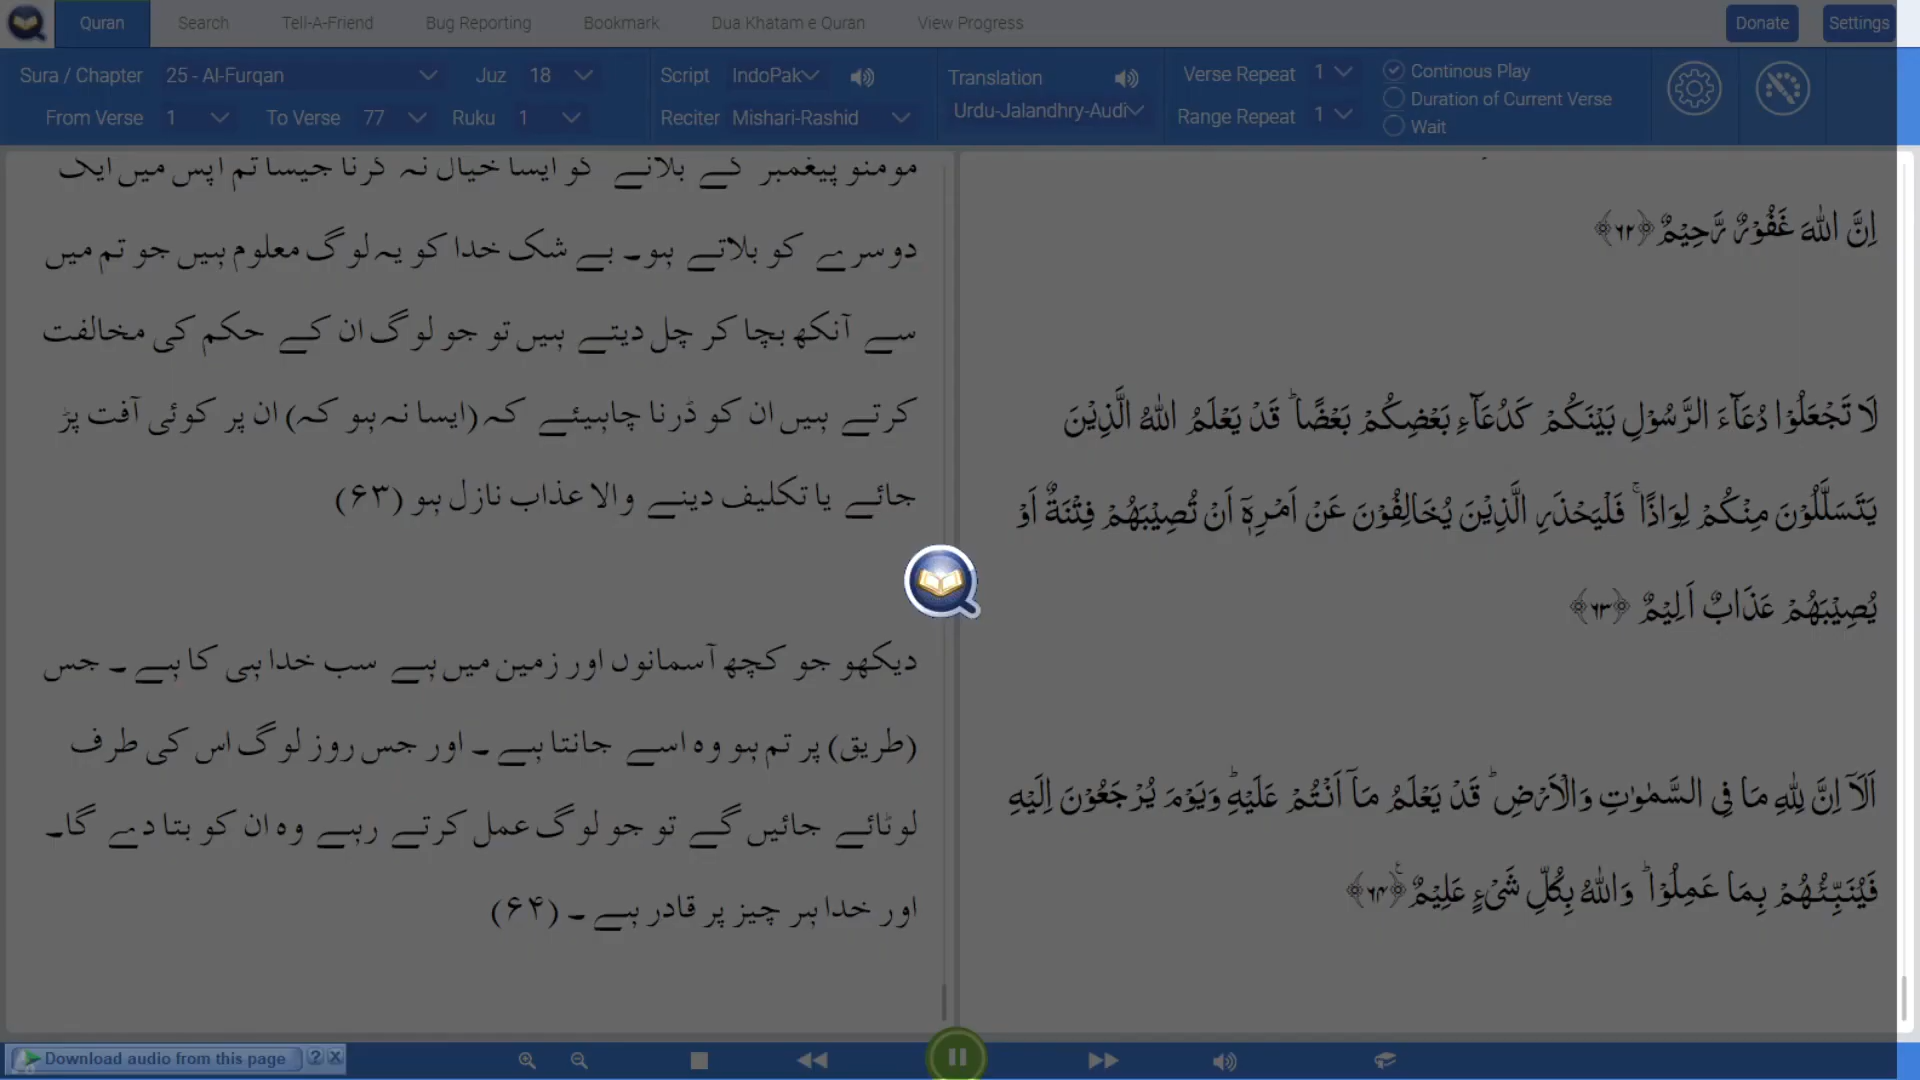 Quran Search Tell-A-Friend Bug Reporting Bookmark Dua Khatam e Quran View Progress Donate Settings
Sura / Chapter 25 - Al-Furqan Juz 18
From Verse 1 To Verse 77 Ruku 1
Script IndoPak
Reciter Mishari-Rashid
Translation
Urdu-Jalandhry-Audi
Verse Repeat 1
Range Repeat 1
Continous Play
Duration of Current Verse
Wait
اِنَّ اللّٰهَ غَفُوْرٌ رَّحِيْمٌ ﴿۶۲﴾
لَا تَجْعَلُوْا دُعَآءَ الرَّسُوْلِ بَيْنَكُمْ كَدُعَآءِ بَعْضِكُمْ بَعْضًا ؕ قَدْ يَعْلَمُ اللّٰهُ الَّذِيْنَ
يَتَسَلَّلُوْنَ مِنْكُمْ لِوَاذًا ۚ فَلْيَحْذَرِ الَّذِيْنَ يُخَالِفُوْنَ عَنْ اَمْرِهٖۤ اَنْ تُصِيْبَهُمْ فِتْنَةٌ اَوْ
يُصِيْبَهُمْ عَذَابٌ اَلِيْمٌ ﴿۶۳﴾
اَلَاۤ اِنَّ لِلّٰهِ مَا فِى السَّمٰوٰتِ وَالْاَرْضِ ؕ قَدْ يَعْلَمُ مَاۤ اَنْتُمْ عَلَيْهِ ؕ وَيَوْمَ يُرْجَعُوْنَ اِلَيْهِ
فَيُنَبِّئُهُمْ بِمَا عَمِلُوْا ؕ وَاللّٰهُ بِكُلِّ شَىْءٍ عَلِيْمٌ ﴿۶۴﴾
مومنو پیغمبر کے بلانے کو ایسا خیال نہ کرنا جیسا تم آپس میں ایک
دوسرے کو بلاتے ہو۔ بے شک خدا کو یہ لوگ معلوم ہیں جو تم میں
سے آنکھ بچا کر چل دیتے ہیں تو جو لوگ ان کے حکم کی مخالفت
کرتے ہیں ان کو ڈرنا چاہیئے کہ (ایسا نہ ہو کہ) ان پر کوئی آفت پڑ
جائے یا تکلیف دینے والا عذاب نازل ہو (۶۳)
دیکھو جو کچھ آسمانوں اور زمین میں ہے سب خدا ہی کا ہے۔ جس
(طریق) پر تم ہو وہ اسے جانتا ہے۔ اور جس روز لوگ اس کی طرف
لوٹائے جائیں گے تو جو لوگ عمل کرتے رہے وہ ان کو بتا دے گا۔
اور خدا ہر چیز پر قادر ہے۔ (۶۴)
Download audio from this page ? X